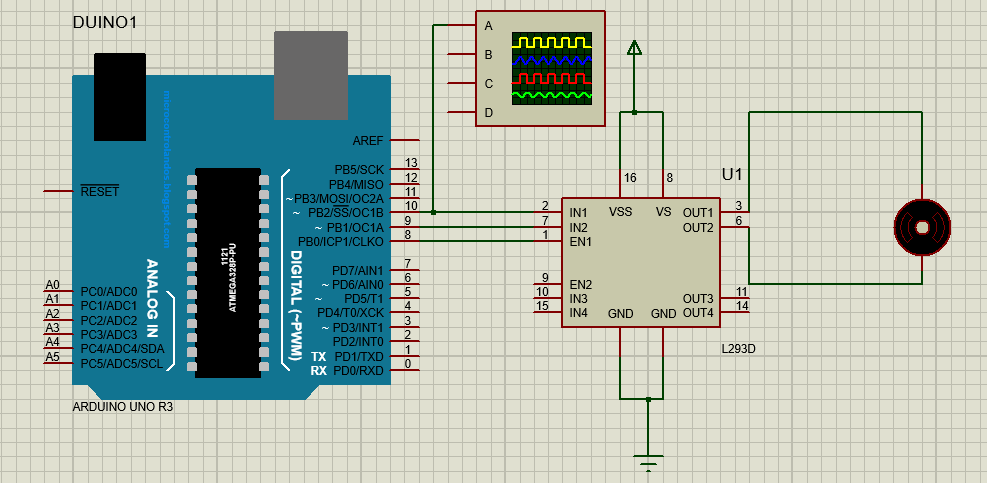 DUINO1
microcontrolandos.blogspot.com
RESET
1121
ATMEGA328P-PU
ANALOG IN
A0 PC0/ADC0
A1 PC1/ADC1
A2 PC2/ADC2
A3 PC3/ADC3
A4 PC4/ADC4/SDA
A5 PC5/ADC5/SCL
DIGITAL (~PWM)
AREF
PB5/SCK 13
PB4/MISO 12
~ PB3/MOSI/OC2A 11
~ PB2/SS/OC1B 10
~ PB1/OC1A 9
PB0/ICP1/CLKO 8
PD7/AIN1 7
~ PD6/AIN0 6
~ PD5/T1 5
PD4/T0/XCK 4
~ PD3/INT1 3
PD2/INT0 2
TX PD1/TXD 1
RX PD0/RXD 0
ARDUINO UNO R3
A
B
C
D
U1
16 8
VSS VS
2 IN1
7 IN2
1 EN1
9 EN2
10 IN3
15 IN4
OUT1 3
OUT2 6
OUT3 11
OUT4 14
GND GND
L293D